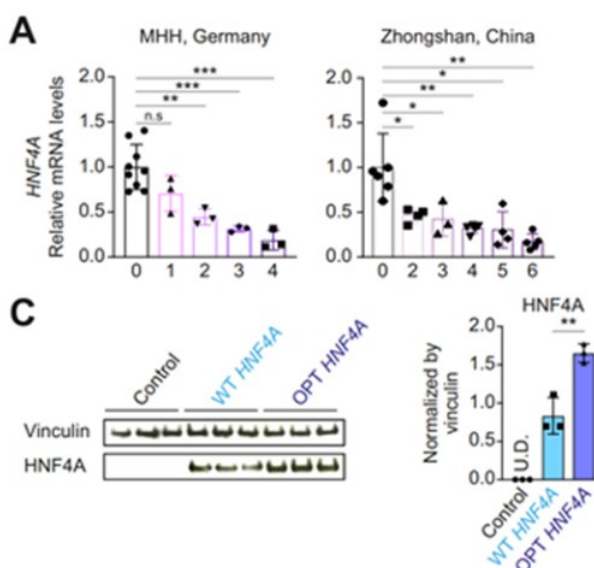 A
MHH, Germany
Zhongshan, China
HNF4A
Relative mRNA levels
2.0
1.5
1.0
0.5
0.0
***
***
**
n.s
0 1 2 3 4
2.0
1.5
1.0
0.5
0.0
**
*
**
*
*
0 2 3 4 5 6
C
Control
WT HNF4A
OPT HNF4A
Vinculin
HNF4A
HNF4A
Normalized by
vinculin
2.0
1.5
1.0
0.5
0.0
**
U.D.
Control
WT HNF4A
OPT HNF4A